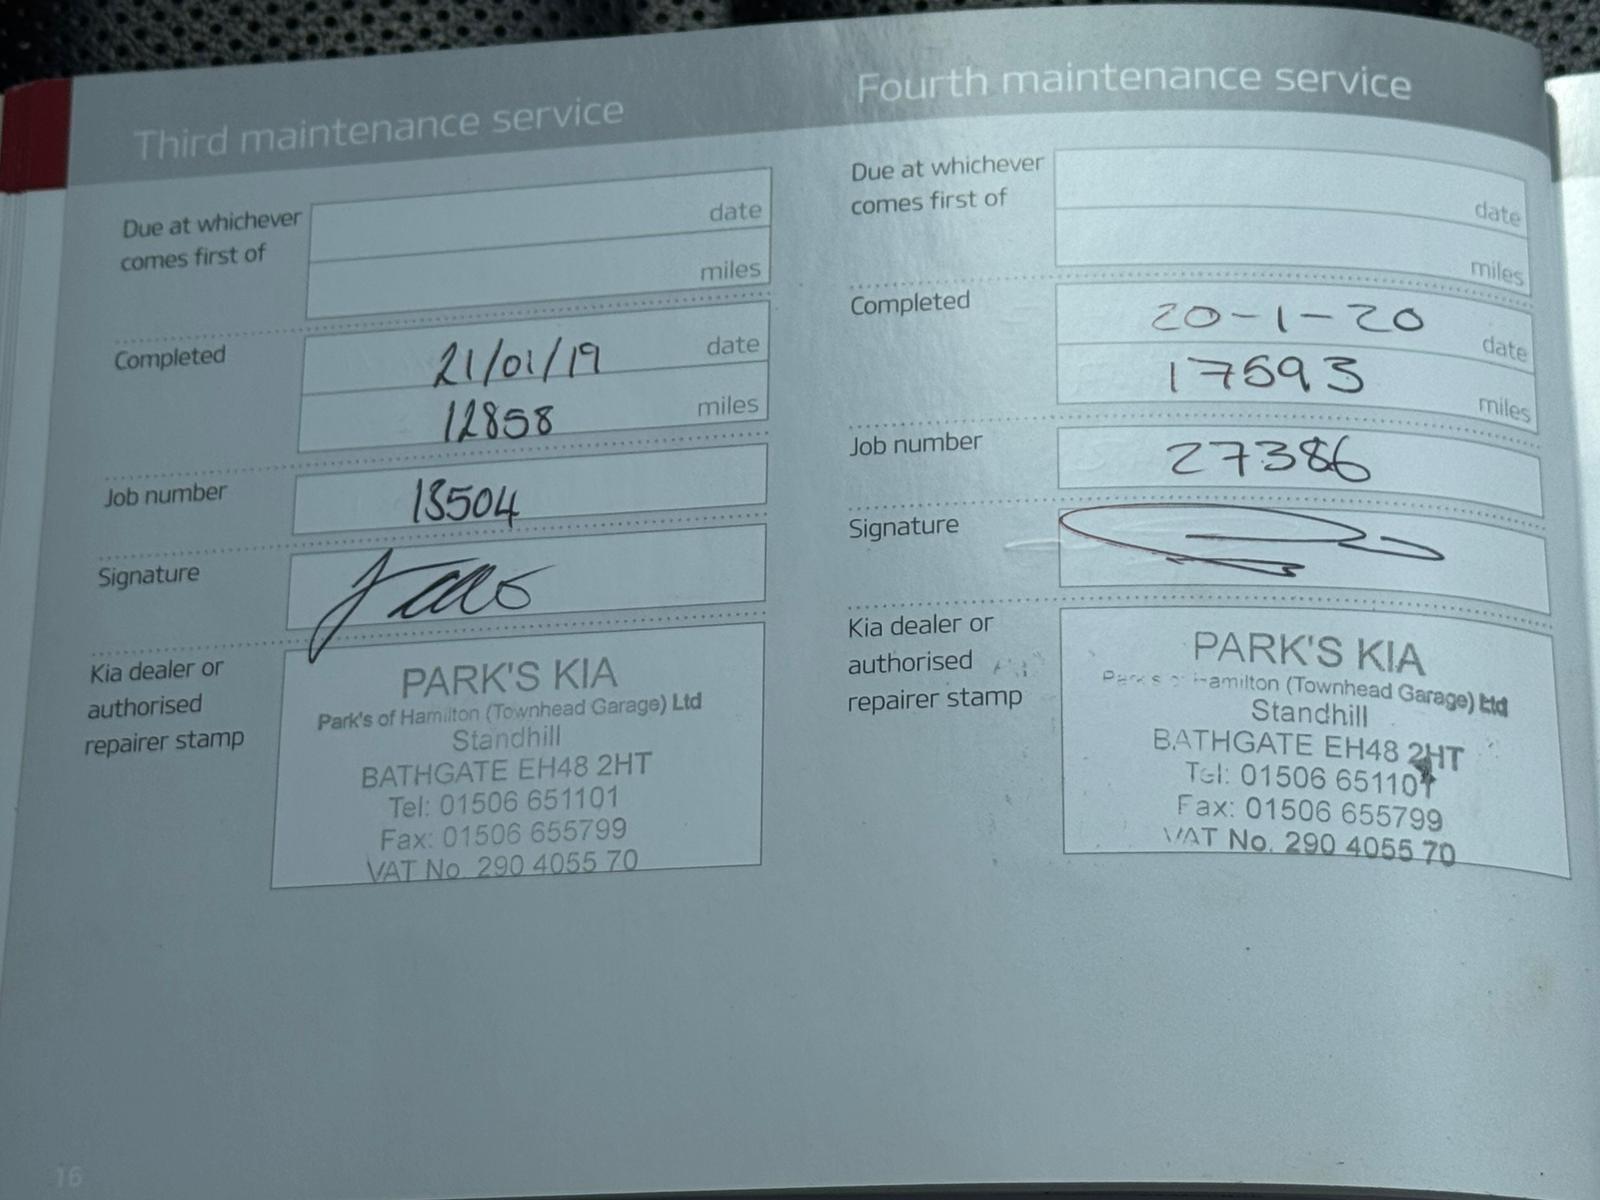 Third maintenance service
Due at whichever
comes first of
date
miles
Completed
21/01/19 date
12858 miles
Job number
13504
Signature
Kia dealer or
authorised
repairer stamp
PARK'S KIA
Park's of Hamilton (Townhead Garage) Ltd
Standhill
BATHGATE EH48 2HT
Tel: 01506 651101
Fax: 01506 655799
VAT No. 290 4055 70
16
Fourth maintenance service
Due at whichever
comes first of
date
miles
Completed
20-1-20 date
17593 miles
Job number
27386
Signature
Kia dealer or
authorised
repairer stamp
PARK'S KIA
Park's of Hamilton (Townhead Garage) Ltd
Standhill
BATHGATE EH48 2HT
Tel: 01506 651101
Fax: 01506 655799
VAT No. 290 4055 70